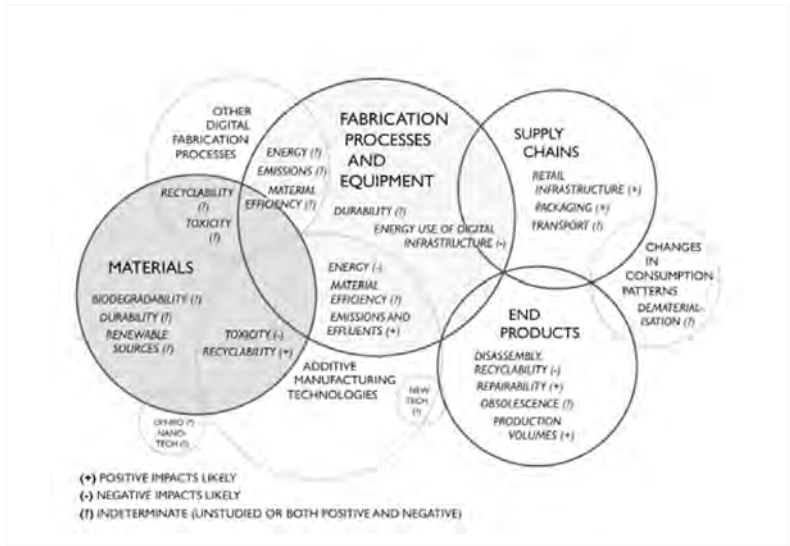 OTHER
DIGITAL
FABRICATION
PROCESSES
FABRICATION
PROCESSES
AND
EQUIPMENT
ENERGY (?)
EMISSIONS (?)
MATERIAL
EFFICIENCY (?)
DURABILITY (?)
ENERGY USE OF DIGITAL
INFRASTRUCTURE (-)
SUPPLY
CHAINS
RETAIL
INFRASTRUCTURE (+)
PACKAGING (+)
TRANSPORT (?)
RECYCLABILITY
(?)
TOXICITY
(?)
MATERIALS
BIODEGRADABILITY (?)
DURABILITY (?)
RENEWABLE
SOURCES (?)
TOXICITY (-)
RECYCLABILITY (+)
ENERGY (-)
MATERIAL
EFFICIENCY (?)
EMISSIONS AND
EFFLUENTS (+)
ADDITIVE
MANUFACTURING
TECHNOLOGIES
CHANGES
IN
CONSUMPTION
PATTERNS
DEMATERIAL-
ISATION (?)
END
PRODUCTS
DISASSEMBLY,
RECYCLABILITY (-)
REPAIRABILITY (+)
OBSOLESCENCE (?)
PRODUCTION
VOLUMES (+)
NEW
TECH
(?)
NANO-
TECH (?)
(+) POSITIVE IMPACTS LIKELY
(-) NEGATIVE IMPACTS LIKELY
(?) INDETERMINATE (UNSTUDIED OR BOTH POSITIVE AND NEGATIVE)